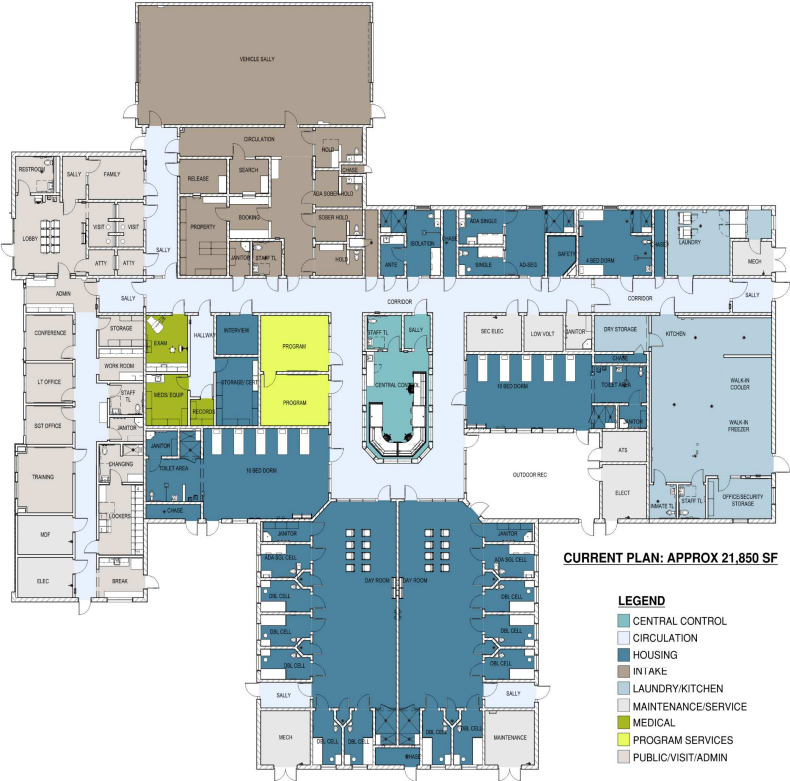 VEHICLE SALLY
CIRCULATION
HOLD
CHASE
RESTROOM
SALLY
FAMILY
RELEASE
SEARCH
ADA SOBER HOLD
PROPERTY
BOOKING
SOBER HOLD
LOBBY
VISIT
VISIT
SALLY
JANITOR
STAFF TL
HOLD
ATTY
ATTY
ISOLATION
ANTE
CHASE
ADA SINGLE
SINGLE
AD-SEG
SAFETY
4 BED DORM
CHASE
LAUNDRY
MECH
ADMIN
SALLY
CORRIDOR
CORRIDOR
SALLY
CONFERENCE
STORAGE
EXAM
HALLWAY
INTERVIEW
PROGRAM
STAFF TL
SALLY
SEC ELEC
LOW VOLT
JANITOR
DRY STORAGE
KITCHEN
WORK ROOM
CHASE
LT OFFICE
STAFF
TL
MEDS/ EQUIP
STORAGE/ CERT
RECORDS
PROGRAM
CENTRAL CONTROL
10 BED DORM
TOILET AREA
WALK-IN
COOLER
SGT OFFICE
JANITOR
JANITOR
WALK-IN
FREEZER
JANITOR
TOILET AREA
CHANGING
16 BED DORM
OUTDOOR REC
ATS
TRAINING
LOCKERS
CHASE
ELECT
INMATE TL
STAFF TL
OFFICE/SECURITY
STORAGE
MDF
JANITOR
JANITOR
ELEC
BREAK
ADA SGL CELL
DAY ROOM
DAY ROOM
ADA SGL CELL
DBL CELL
DBL CELL
DBL CELL
DBL CELL
DBL CELL
DBL CELL
SALLY
SALLY
MECH
DBL CELL
DBL CELL
CHASE
DBL CELL
DBL CELL
MAINTENANCE
CURRENT PLAN: APPROX 21,850 SF
LEGEND
CENTRAL CONTROL
CIRCULATION
HOUSING
INTAKE
LAUNDRY/KITCHEN
MAINTENANCE/SERVICE
MEDICAL
PROGRAM SERVICES
PUBLIC/VISIT/ADMIN